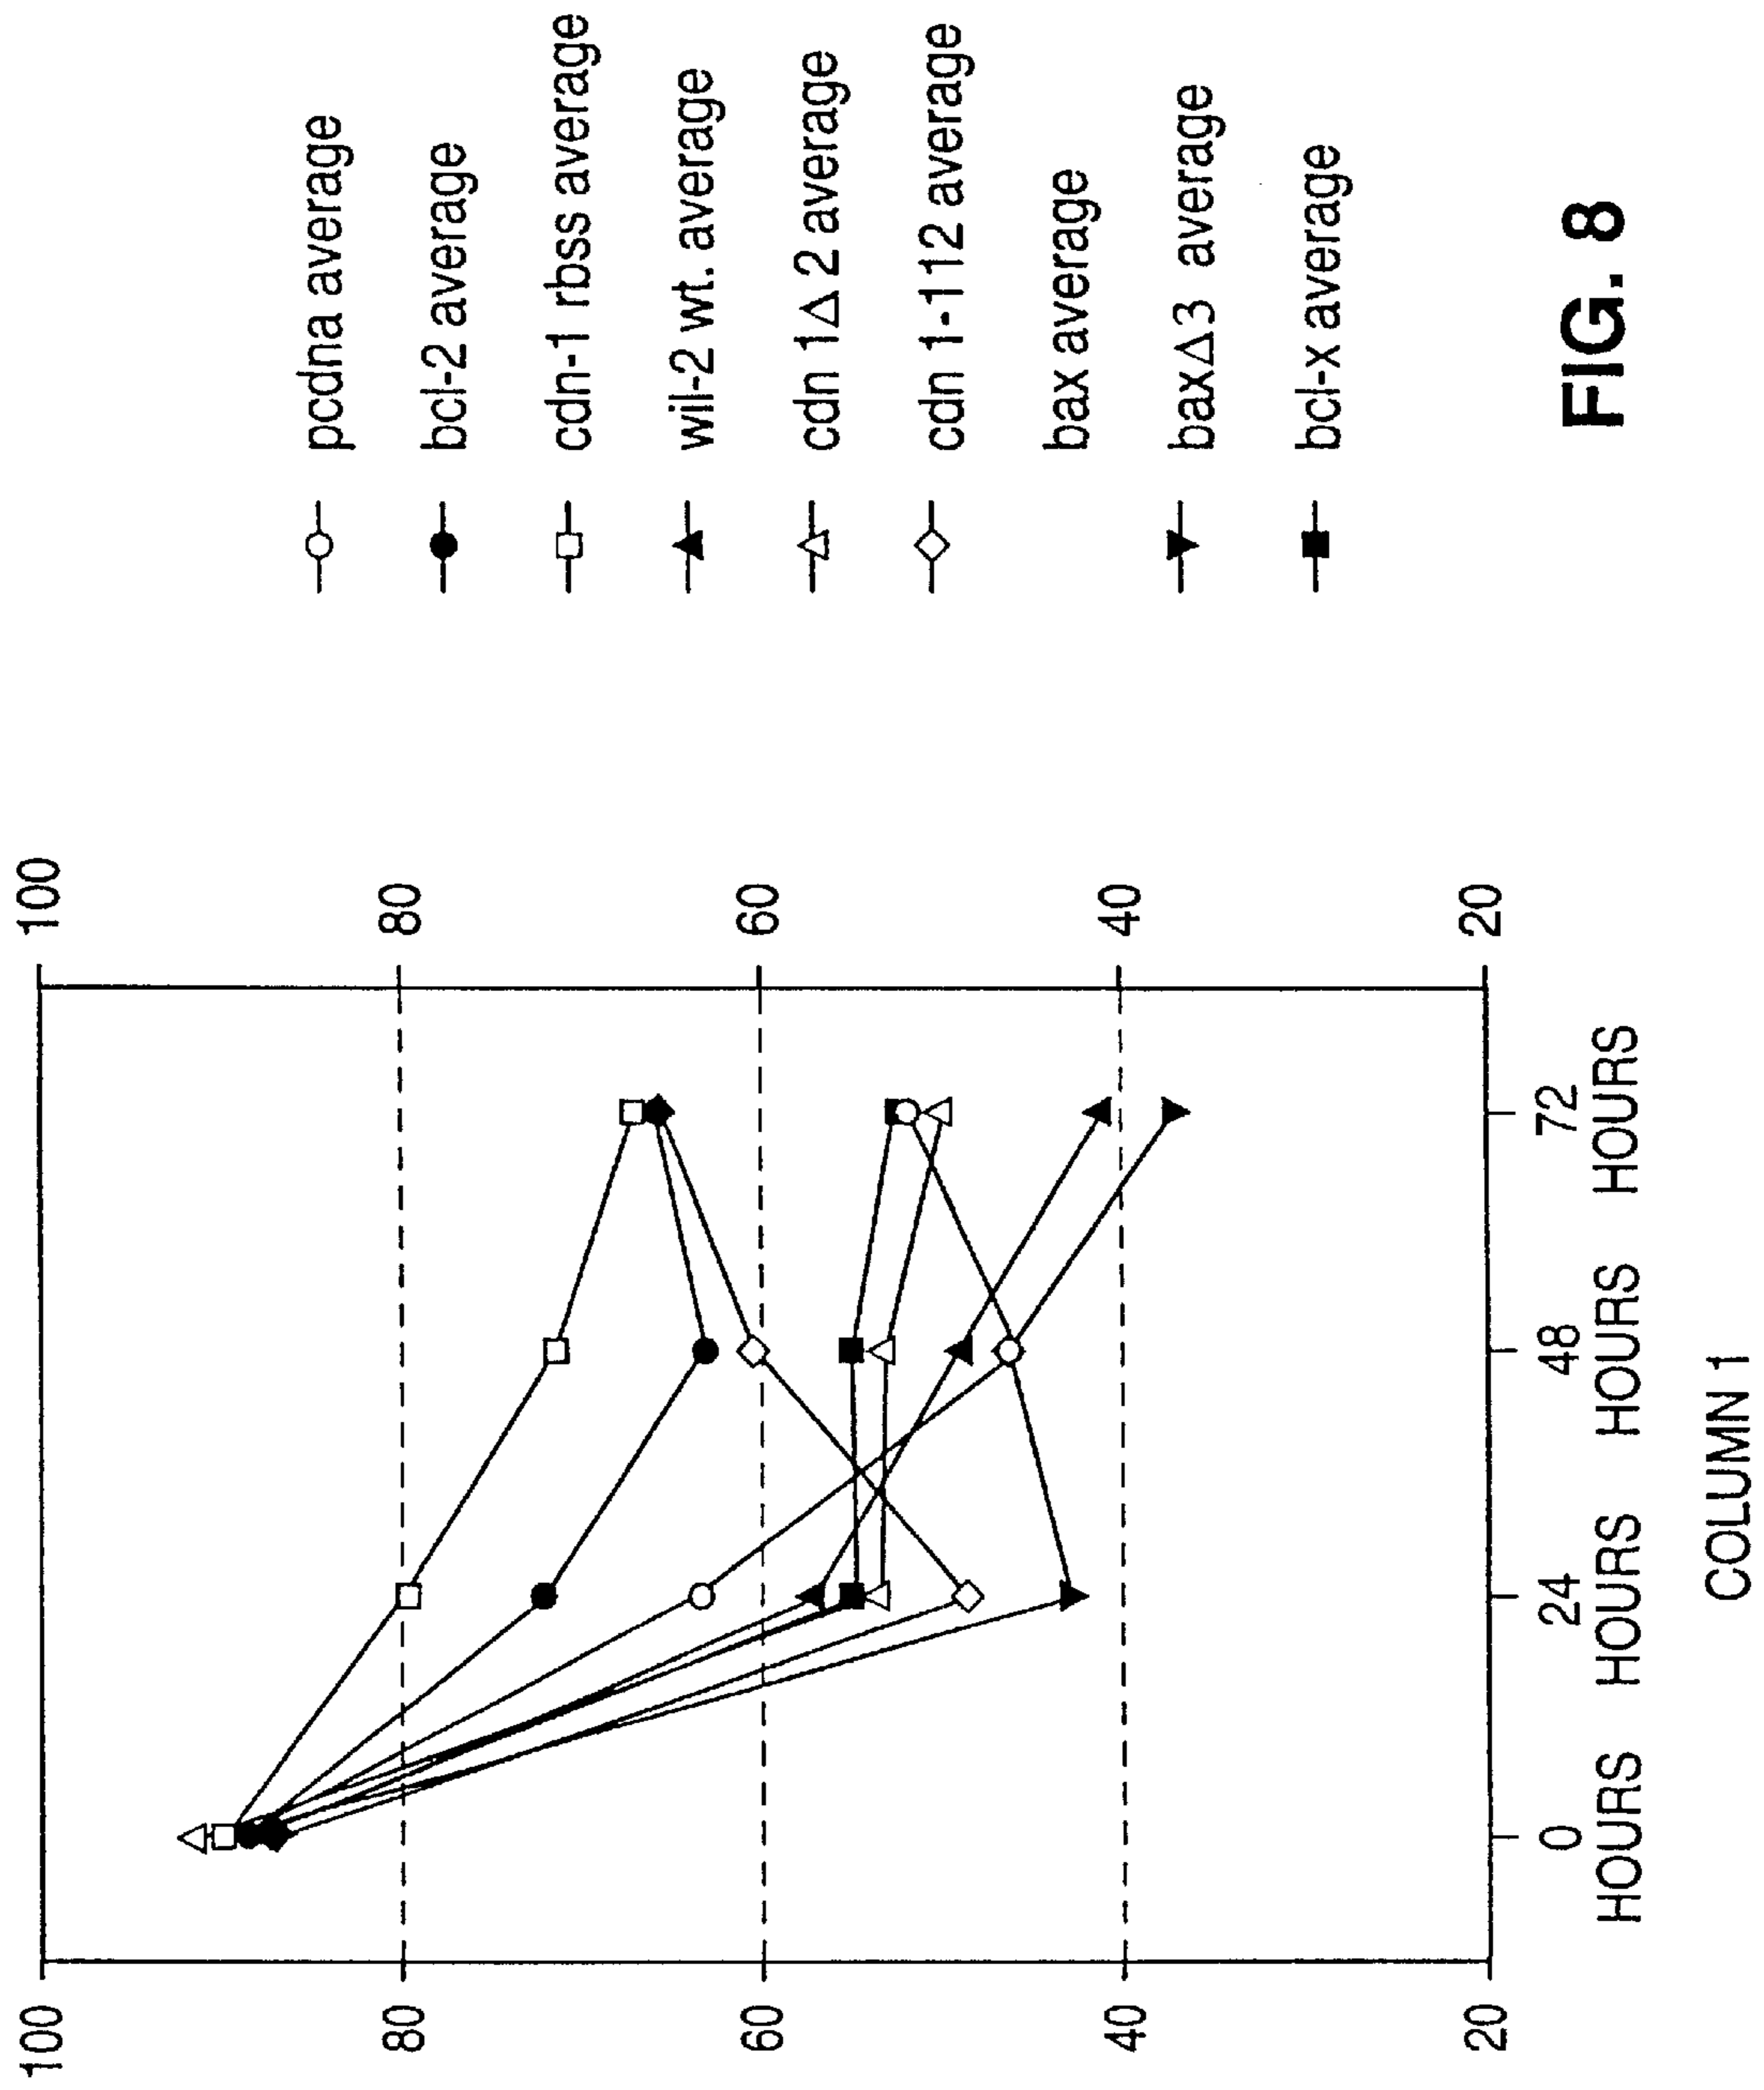 100
80
60
40
20
100
80
60
40
20
0 HOURS
24 HOURS
48 HOURS
72 HOURS
COLUMN 1
pcdna average
bcl-2 average
cdn-1 rbss average
wil-2 wt. average
cdn 1Δ2 average
cdn 1-112 average
bax average
baxΔ3 average
bcl-x average
FIG. 8